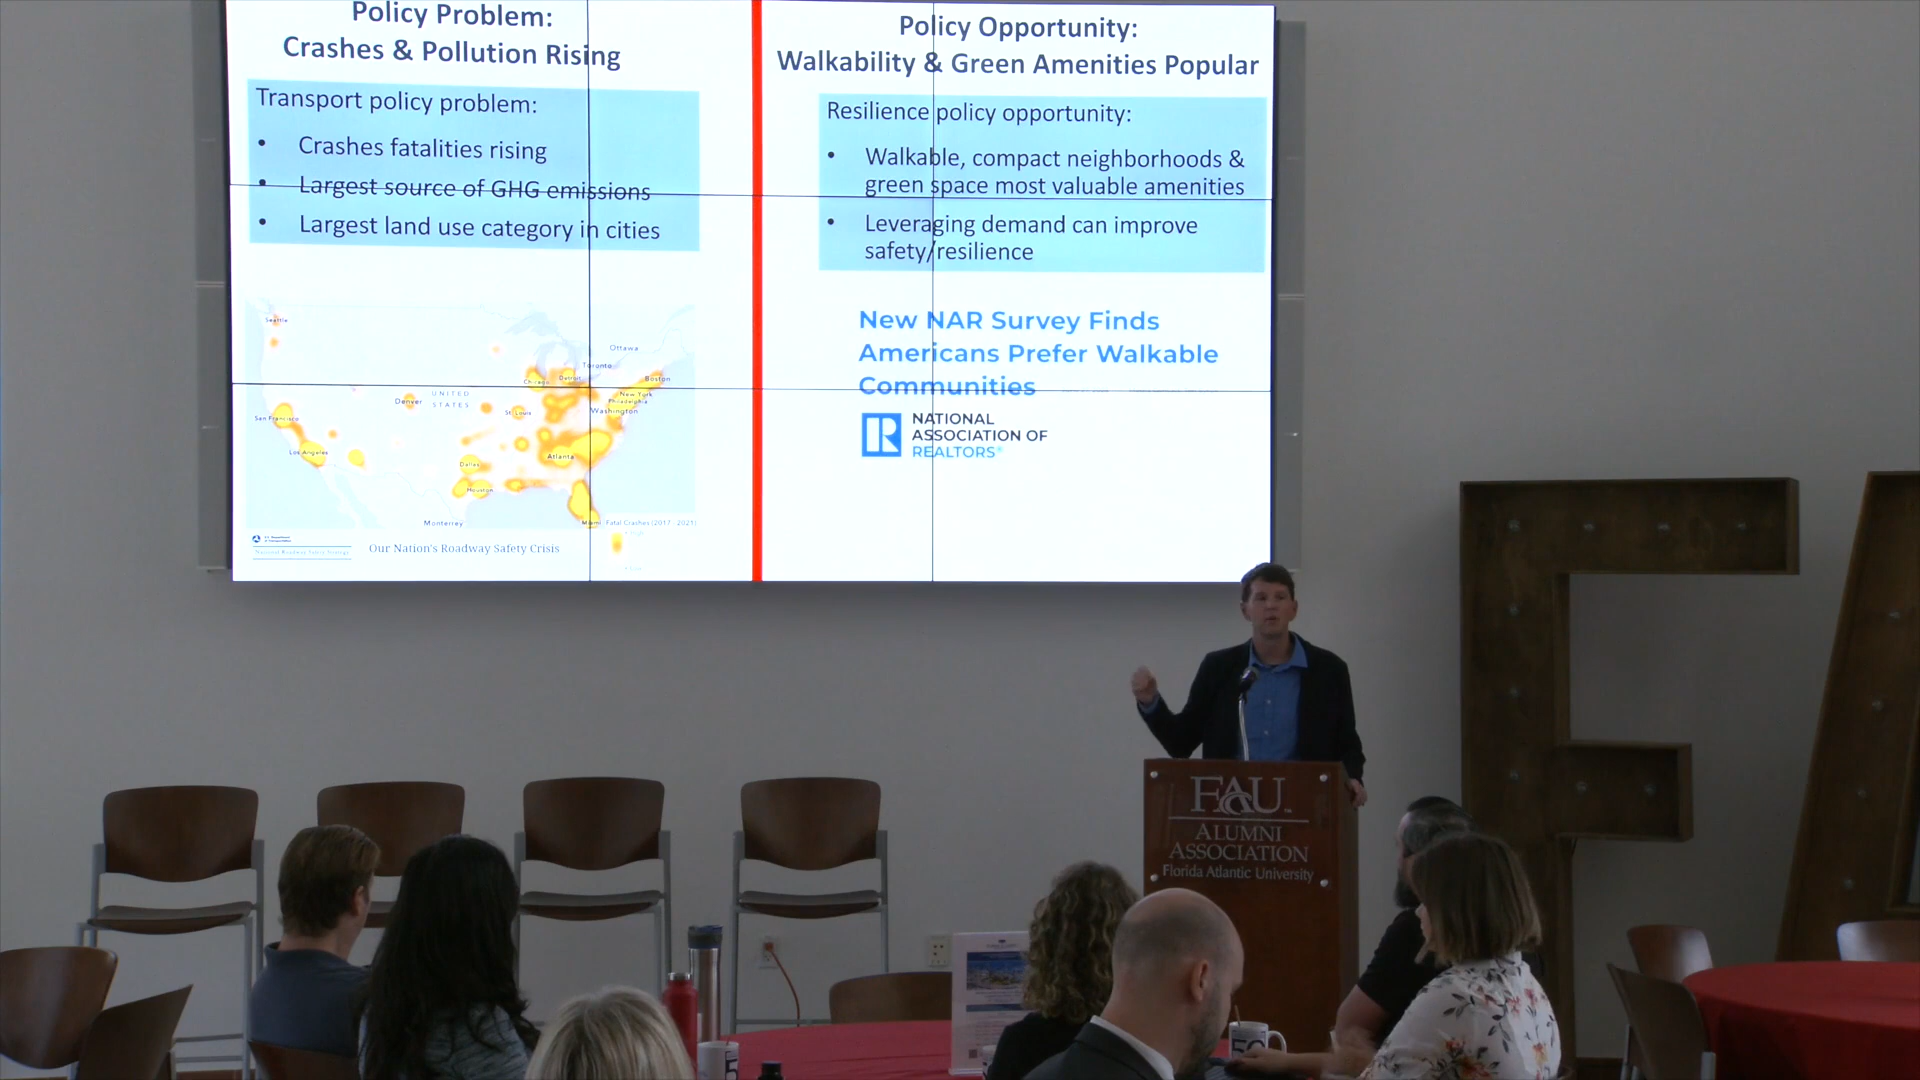 Policy Problem:
Crashes & Pollution Rising
Transport policy problem:
• Crashes fatalities rising
• Largest source of GHG emissions
• Largest land use category in cities
Seattle
Ottawa
Toronto
Chicago
Detroit
Boston
UNITED
STATES
Denver
New York
Philadelphia
St Louis
Washington
San Francisco
Los Angeles
Atlanta
Dallas
Houston
Monterrey
Miami
Fatal Crashes (2017 - 2021)
Our Nation's Roadway Safety Crisis
Policy Opportunity:
Walkability & Green Amenities Popular
Resilience policy opportunity:
• Walkable, compact neighborhoods &
green space most valuable amenities
• Leveraging demand can improve
safety/resilience
New NAR Survey Finds
Americans Prefer Walkable
Communities
R
NATIONAL
ASSOCIATION OF
REALTORS®
FAU
ALUMNI
ASSOCIATION
Florida Atlantic University
F